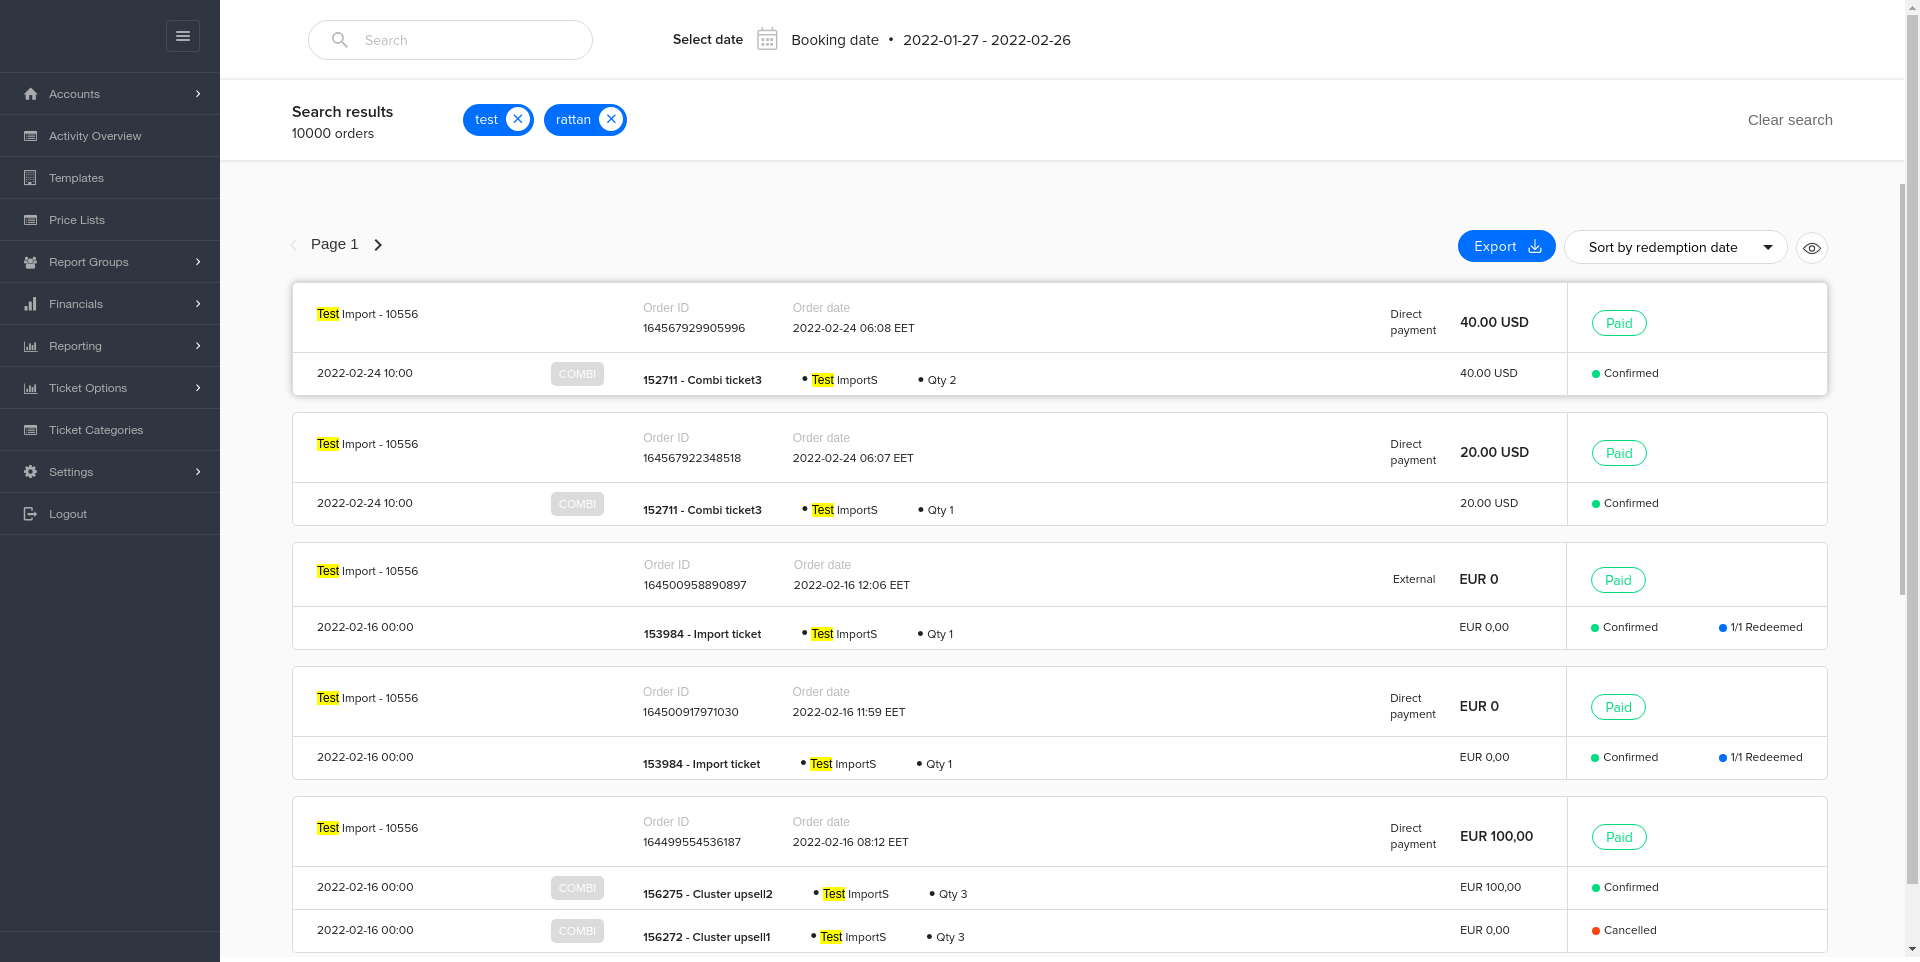 Search
Select date
Booking date • 2022-01-27 - 2022-02-26
Accounts
Activity Overview
Templates
Price Lists
Report Groups
Financials
Reporting
Ticket Options
Ticket Categories
Settings
Logout
Search results
10000 orders
test
rattan
Clear search
Page 1
Export
Sort by redemption date
Test Import - 10556
Order ID
164567929905996
Order date
2022-02-24 06:08 EET
Direct
payment
40.00 USD
Paid
2022-02-24 10:00
COMBI
152711 - Combi ticket3
• Test ImportS
• Qty 2
40.00 USD
Confirmed
Test Import - 10556
Order ID
164567922348518
Order date
2022-02-24 06:07 EET
Direct
payment
20.00 USD
Paid
2022-02-24 10:00
COMBI
152711 - Combi ticket3
• Test ImportS
• Qty 1
20.00 USD
Confirmed
Test Import - 10556
Order ID
164500958890897
Order date
2022-02-16 12:06 EET
External
EUR 0
Paid
2022-02-16 00:00
153984 - Import ticket
• Test ImportS
• Qty 1
EUR 0,00
Confirmed
1/1 Redeemed
Test Import - 10556
Order ID
164500917971030
Order date
2022-02-16 11:59 EET
Direct
payment
EUR 0
Paid
2022-02-16 00:00
153984 - Import ticket
• Test ImportS
• Qty 1
EUR 0,00
Confirmed
1/1 Redeemed
Test Import - 10556
Order ID
164499554536187
Order date
2022-02-16 08:12 EET
Direct
payment
EUR 100,00
Paid
2022-02-16 00:00
COMBI
156275 - Cluster upsell2
• Test ImportS
• Qty 3
EUR 100,00
Confirmed
2022-02-16 00:00
COMBI
156272 - Cluster upsell1
• Test ImportS
• Qty 3
EUR 0,00
Cancelled